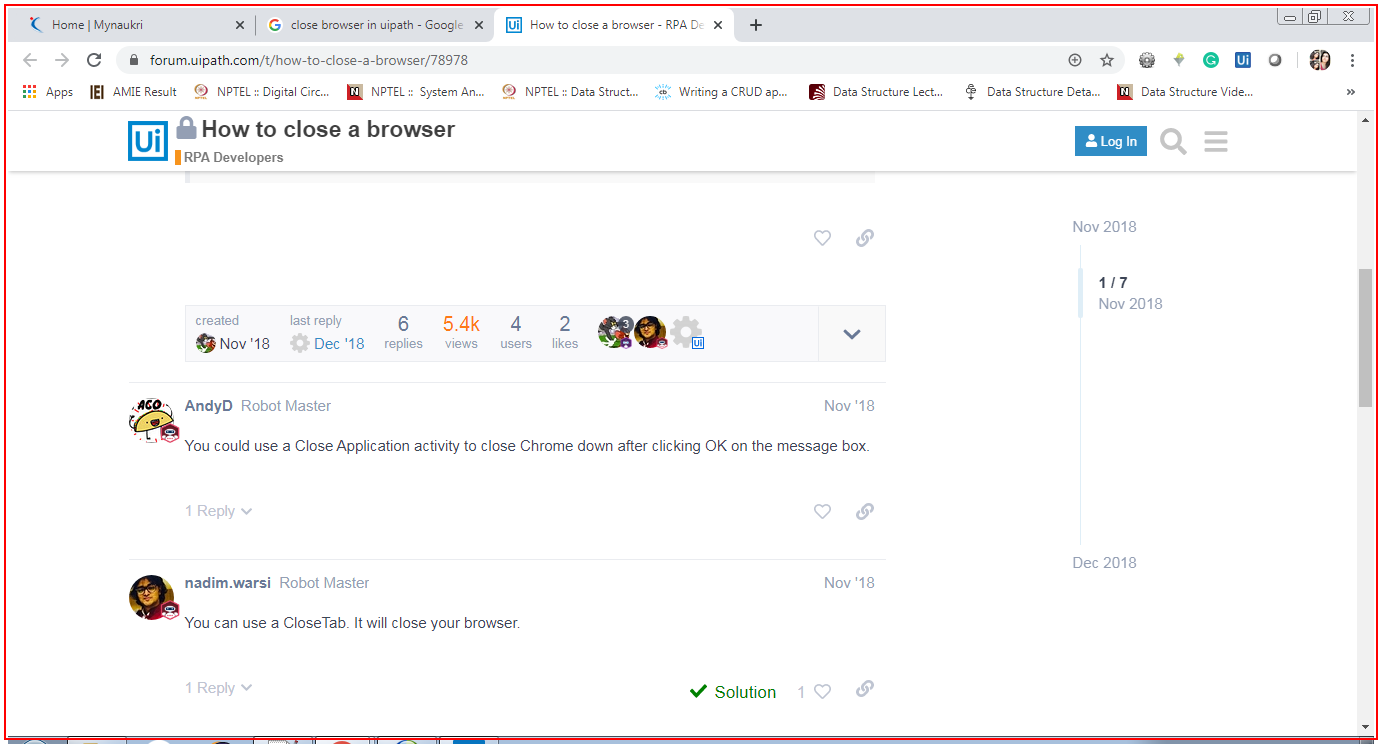 Home | Mynaukri
close browser in uipath - Google
How to close a browser - RPA De
forum.uipath.com/t/how-to-close-a-browser/78978
Apps
AMIE Result
NPTEL :: Digital Circ...
NPTEL :: System An...
NPTEL :: Data Struct...
Writing a CRUD ap...
Data Structure Lect...
Data Structure Deta...
Data Structure Vide...
»
Ui
How to close a browser
RPA Developers
Log In
Nov 2018
1 / 7
Nov 2018
Dec 2018
created
Nov '18
last reply
Dec '18
6
replies
5.4k
views
4
users
2
likes
3
AndyD Robot Master
Nov '18
You could use a Close Application activity to close Chrome down after clicking OK on the message box.
1 Reply
nadim.warsi Robot Master
Nov '18
You can use a CloseTab. It will close your browser.
1 Reply
Solution 1